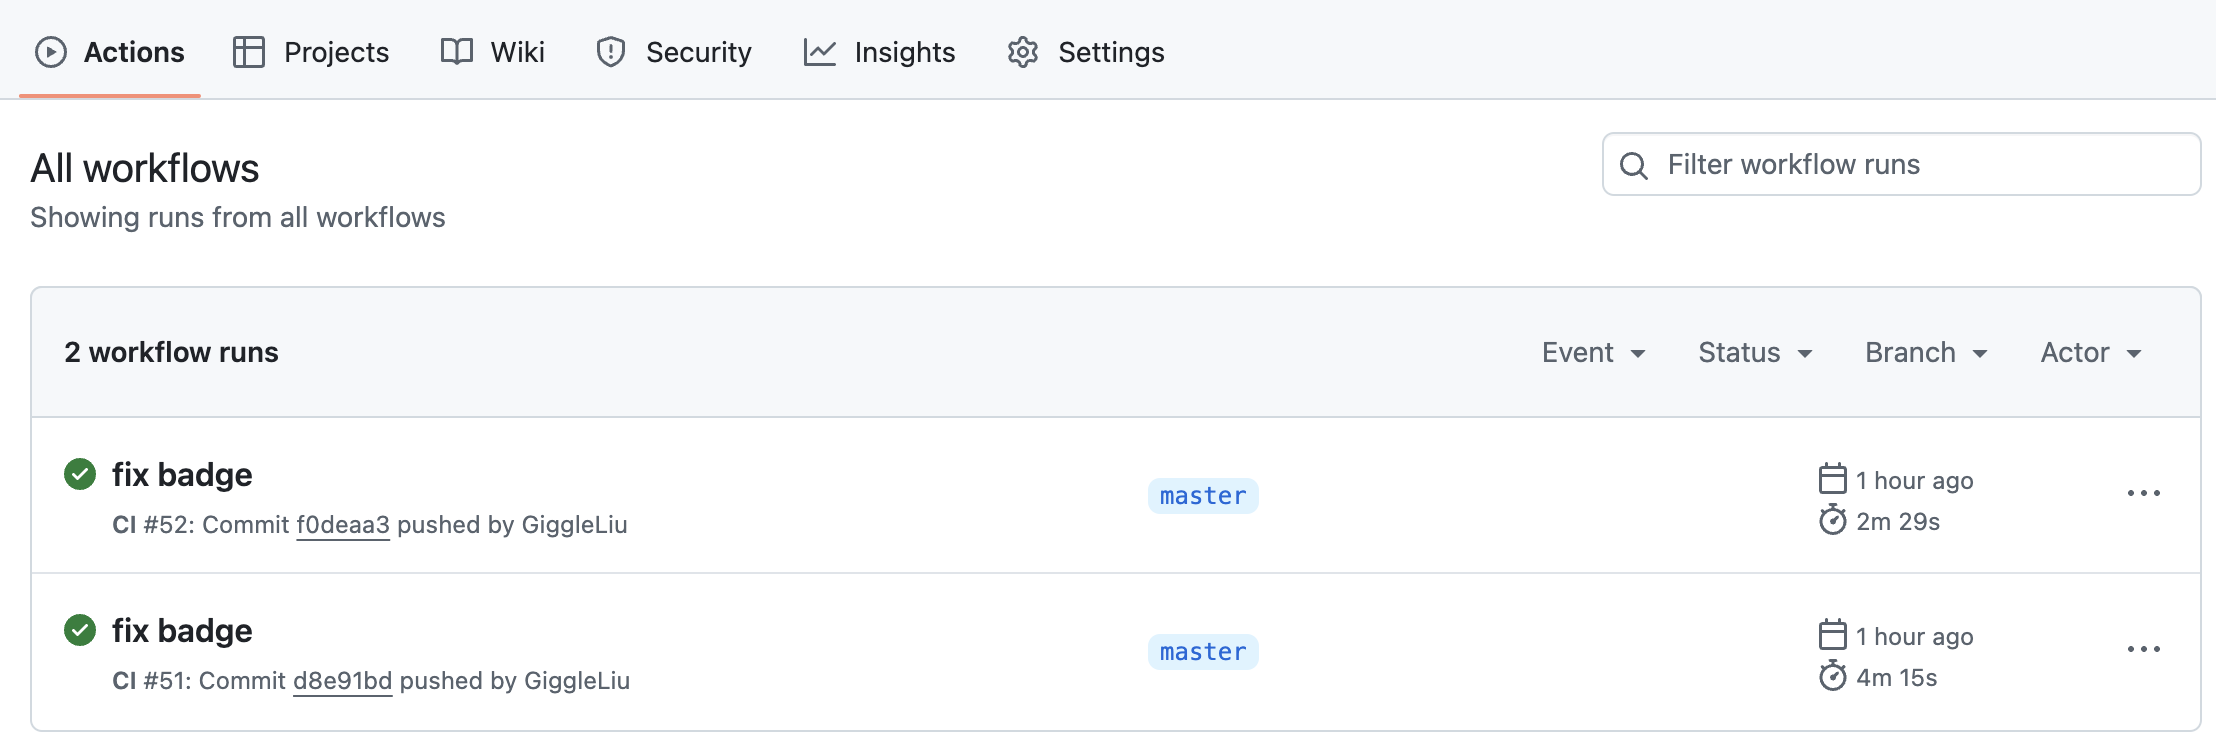 Actions Projects Wiki Security Insights Settings
All workflows
Filter workflow runs
Showing runs from all workflows
2 workflow runs Event Status Branch Actor
fix badge
master
1 hour ago
CI #52: Commit f0deaa3 pushed by GiggleLiu
2m 29s
fix badge
master
1 hour ago
CI #51: Commit d8e91bd pushed by GiggleLiu
4m 15s